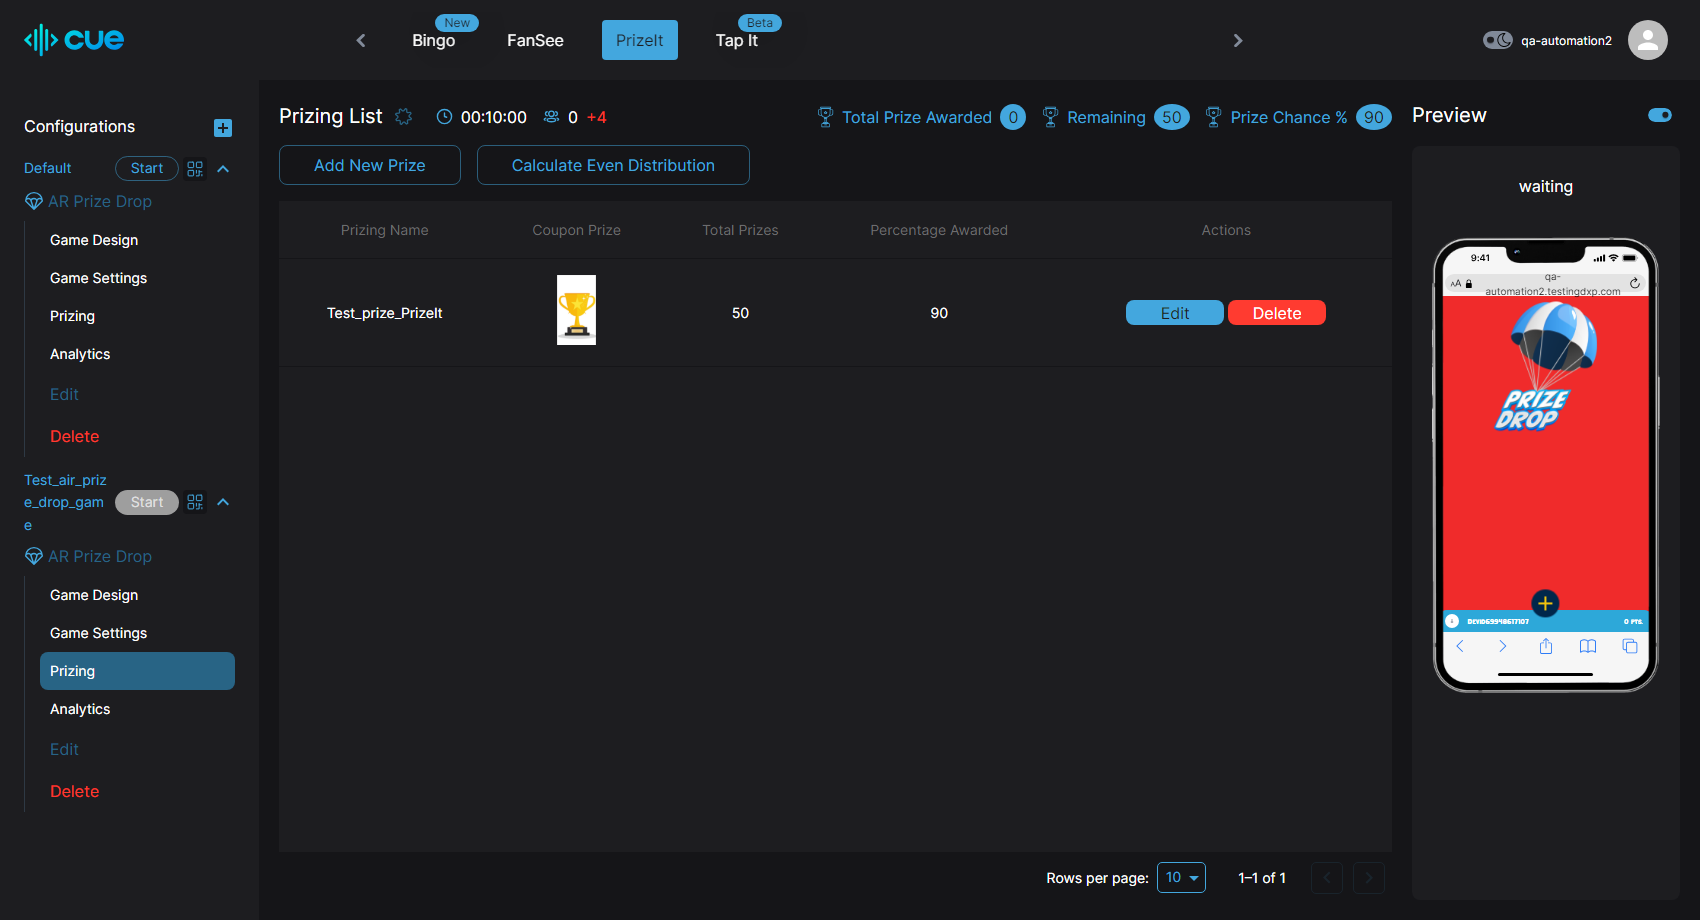 cue
New
Bingo
FanSee
PrizeIt
Beta
Tap It
qa-automation2
Configurations
Default
Start
AR Prize Drop
Game Design
Game Settings
Prizing
Analytics
Edit
Delete
Test_air_priz
e_drop_gam
e
Start
AR Prize Drop
Game Design
Game Settings
Prizing
Analytics
Edit
Delete
Prizing List
00:10:00
0 +4
Total Prize Awarded 0
Remaining 50
Prize Chance % 90
Add New Prize
Calculate Even Distribution
Prizing Name Coupon Prize Total Prizes Percentage Awarded Actions
Test_prize_PrizeIt 50 90 Edit Delete
Rows per page: 10 1–1 of 1
Preview
waiting
9:41
AA
qa-
automation2.testingdxp.com
PRIZE
DROP
0 PTS.